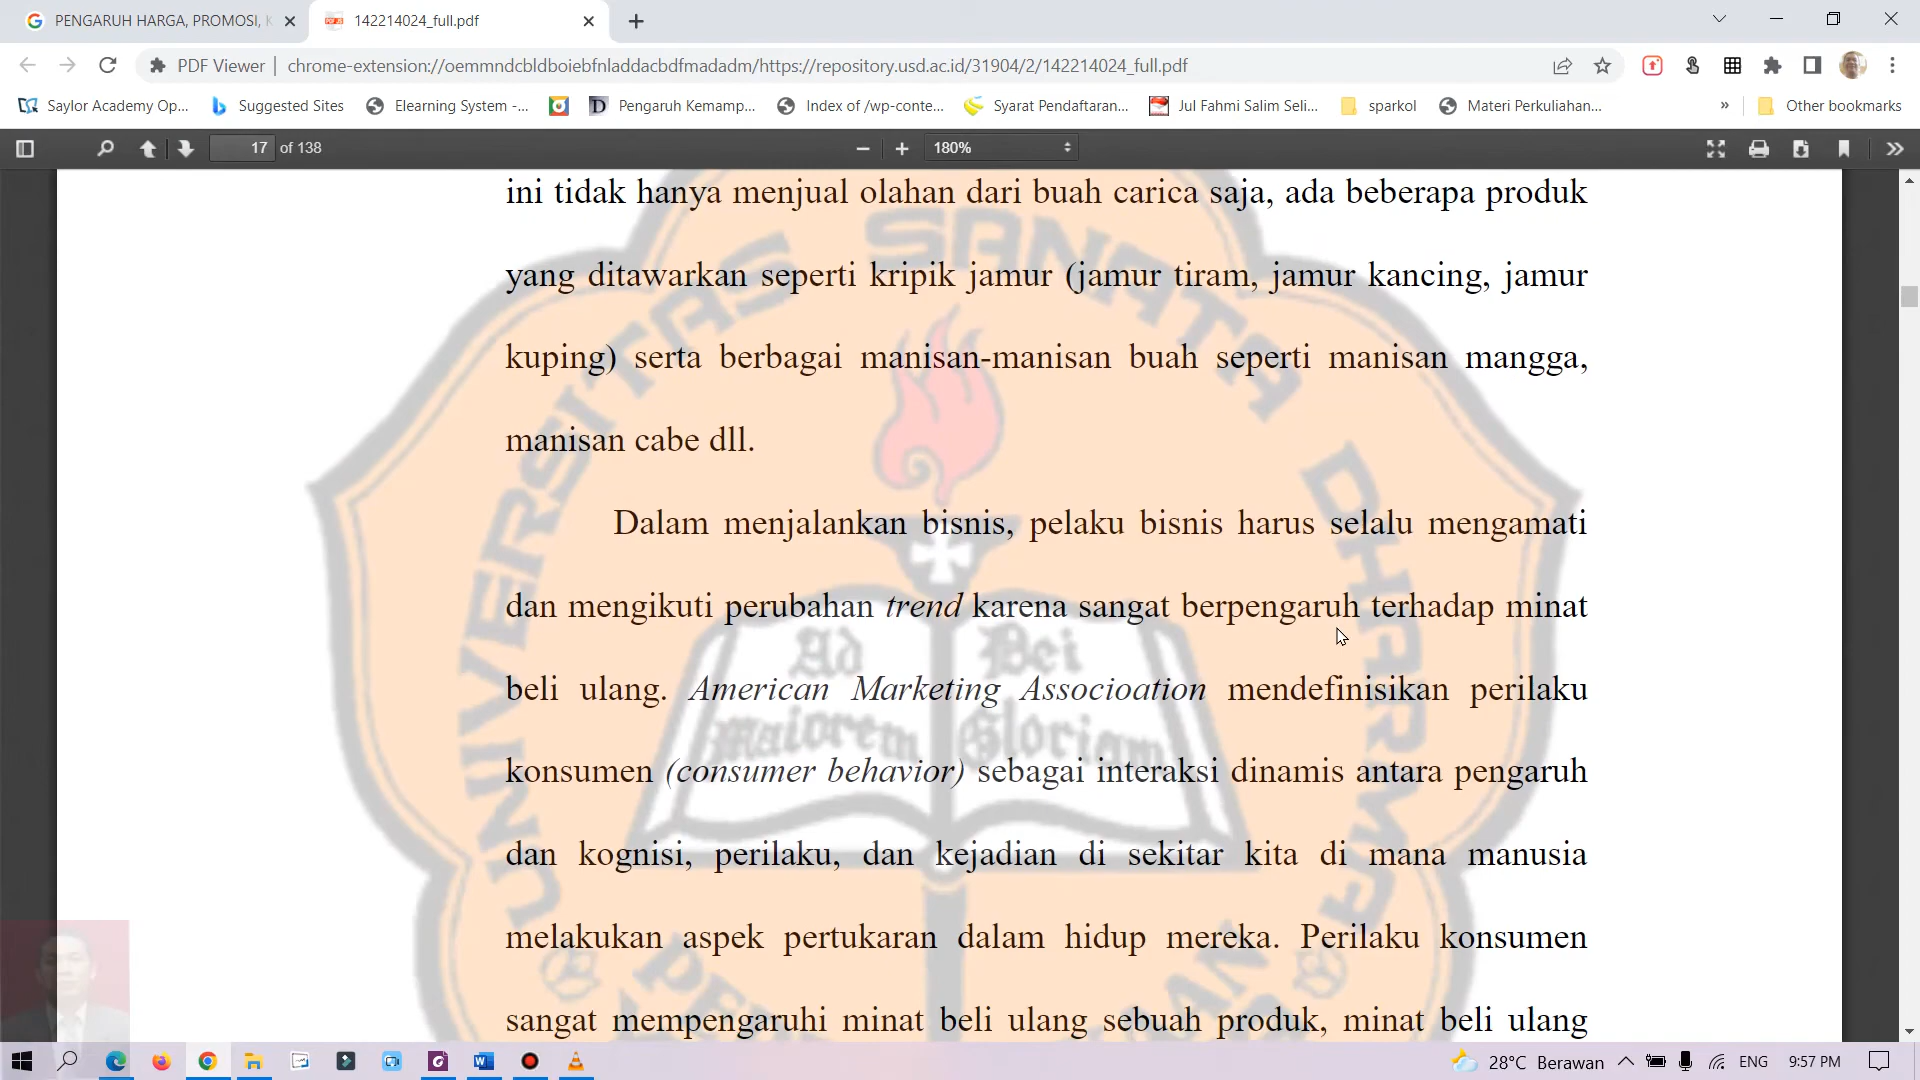 PENGARUH HARGA, PROMOSI, K
142214024_full.pdf
PDF Viewer
chrome-extension://oemmndcbldboiebfnladdacbdfmadadm/https://repository.usd.ac.id/31904/2/142214024_full.pdf
Saylor Academy Op...
Suggested Sites
Elearning System -...
Pengaruh Kemamp...
Index of /wp-conte...
Syarat Pendaftaran...
Jul Fahmi Salim Seli...
sparkol
Materi Perkuliahan...
»
Other bookmarks
17 of 138
180%
ini tidak hanya menjual olahan dari buah carica saja, ada beberapa produk
yang ditawarkan seperti kripik jamur (jamur tiram, jamur kancing, jamur
kuping) serta berbagai manisan-manisan buah seperti manisan mangga,
manisan cabe dll.
Dalam menjalankan bisnis, pelaku bisnis harus selalu mengamati
dan mengikuti perubahan trend karena sangat berpengaruh terhadap minat
beli ulang. American Marketing Associoation mendefinisikan perilaku
konsumen (consumer behavior) sebagai interaksi dinamis antara pengaruh
dan kognisi, perilaku, dan kejadian di sekitar kita di mana manusia
melakukan aspek pertukaran dalam hidup mereka. Perilaku konsumen
sangat mempengaruhi minat beli ulang sebuah produk, minat beli ulang
UNIVERSITAS SANATA DHARMA
Ad Dei
Maiorem Gloriam
28°C Berawan
ENG
9:57 PM